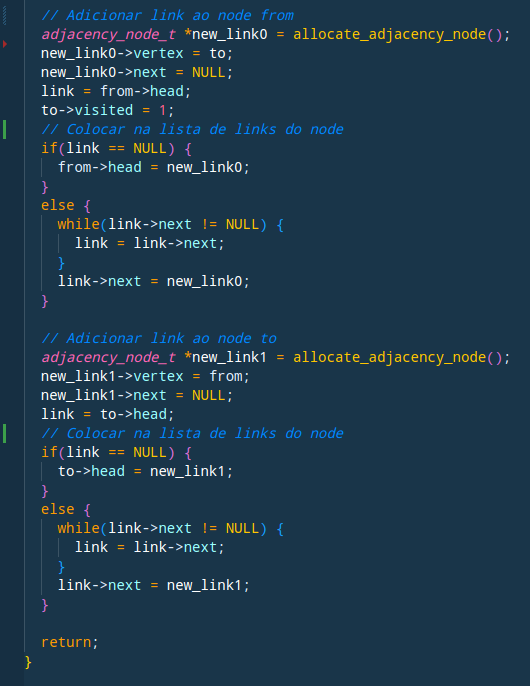 // Adicionar link ao node from
adjacency_node_t *new_link0 = allocate_adjacency_node();
new_link0->vertex = to;
new_link0->next = NULL;
link = from->head;
to->visited = 1;
// Colocar na lista de links do node
if(link == NULL) {
from->head = new_link0;
}
else {
while(link->next != NULL) {
link = link->next;
}
link->next = new_link0;
}
// Adicionar link ao node to
adjacency_node_t *new_link1 = allocate_adjacency_node();
new_link1->vertex = from;
new_link1->next = NULL;
link = to->head;
// Colocar na lista de links do node
if(link == NULL) {
to->head = new_link1;
}
else {
while(link->next != NULL) {
link = link->next;
}
link->next = new_link1;
}
return;
}